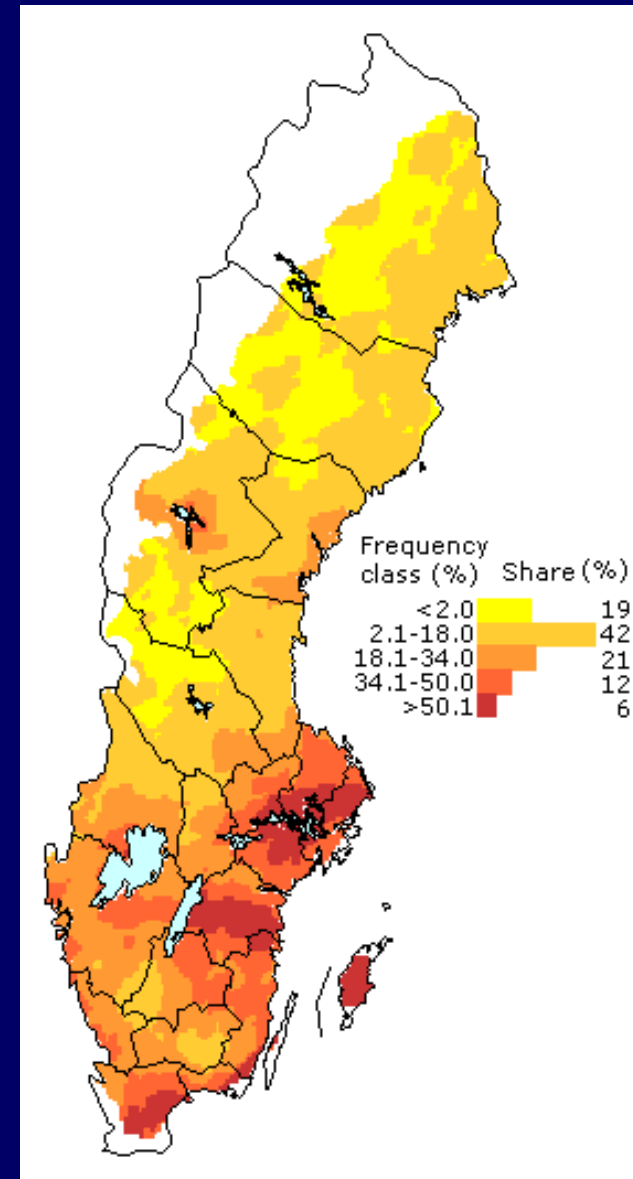 Frequency
class (%) Share (%)
<2.0 19
2.1-18.0 42
18.1-34.0 21
34.1-50.0 12
>50.1 6